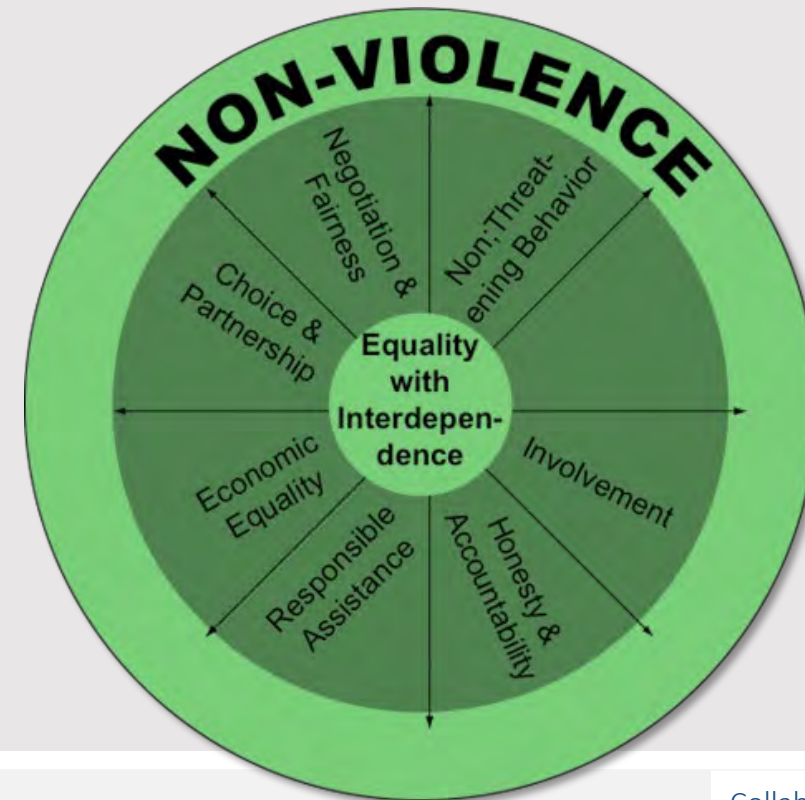 NON-VIOLENCE
Negotiation &
Fairness
Non;Threat-
ening Behavior
Choice &
Partnership
Equality
with
Interdepen-
dence
Involvement
Economic
Equality
Responsible
Assistance
Honesty &
Accountability